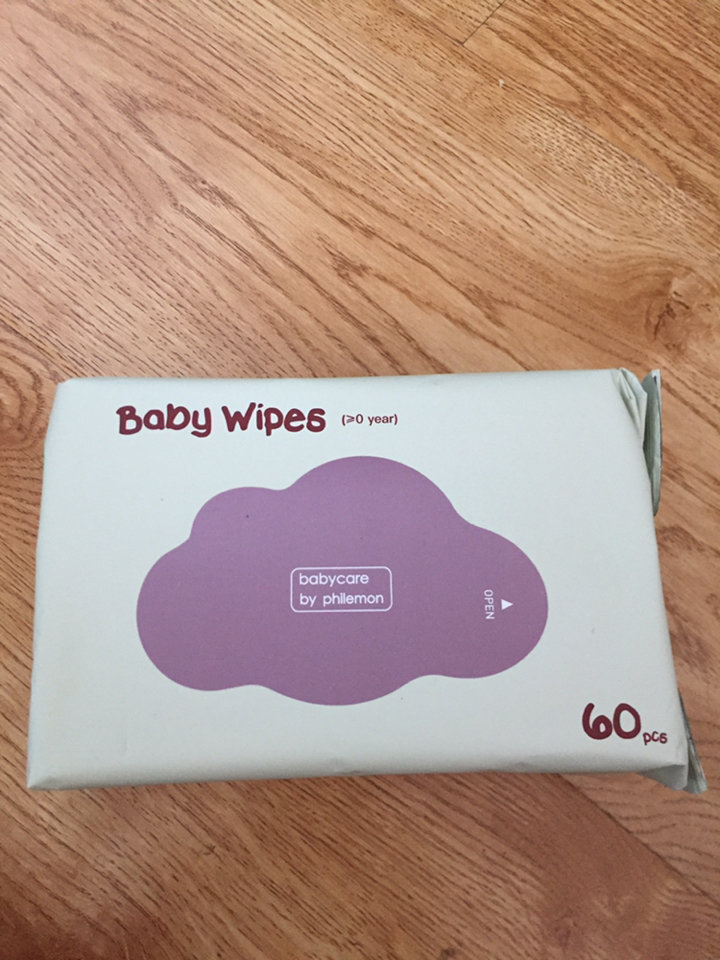 Baby Wipes (≥0 year)
babycare
by philemon
OPEN
60 pcs